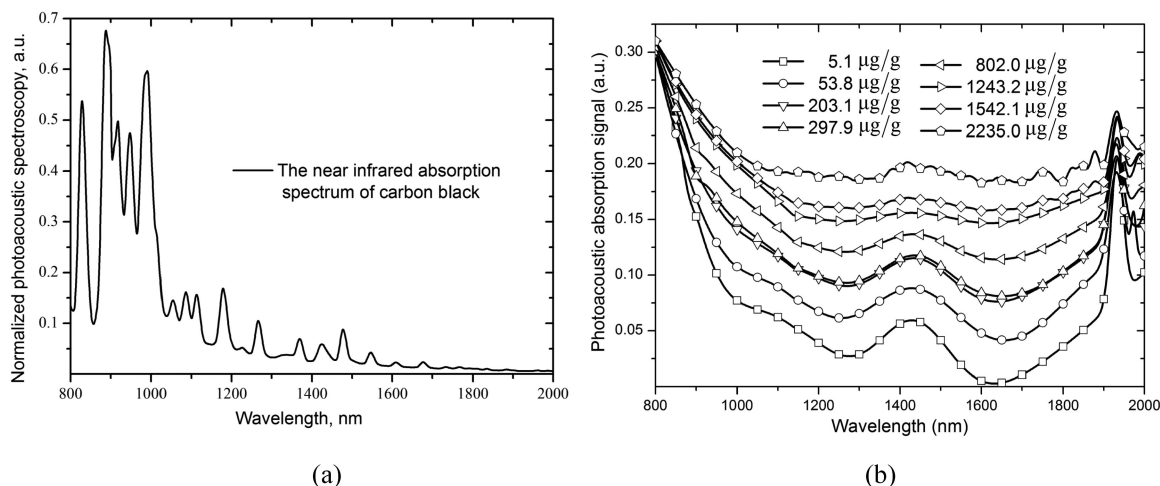 (a)
Normalized photoacoustic spectroscopy, a.u.
0.7
0.6
0.5
0.4
0.3
0.2
0.1
The near infrared absorption
spectrum of carbon black
800 1000 1200 1400 1600 1800 2000
Wavelength, nm
(a)
(b)
Photoacoustic absorption signal (a.u.)
0.30
0.25
0.20
0.15
0.10
0.05
5.1 µg/g
53.8 µg/g
203.1 µg/g
297.9 µg/g
802.0 µg/g
1243.2 µg/g
1542.1 µg/g
2235.0 µg/g
800 1000 1200 1400 1600 1800 2000
Wavelength (nm)
(b)